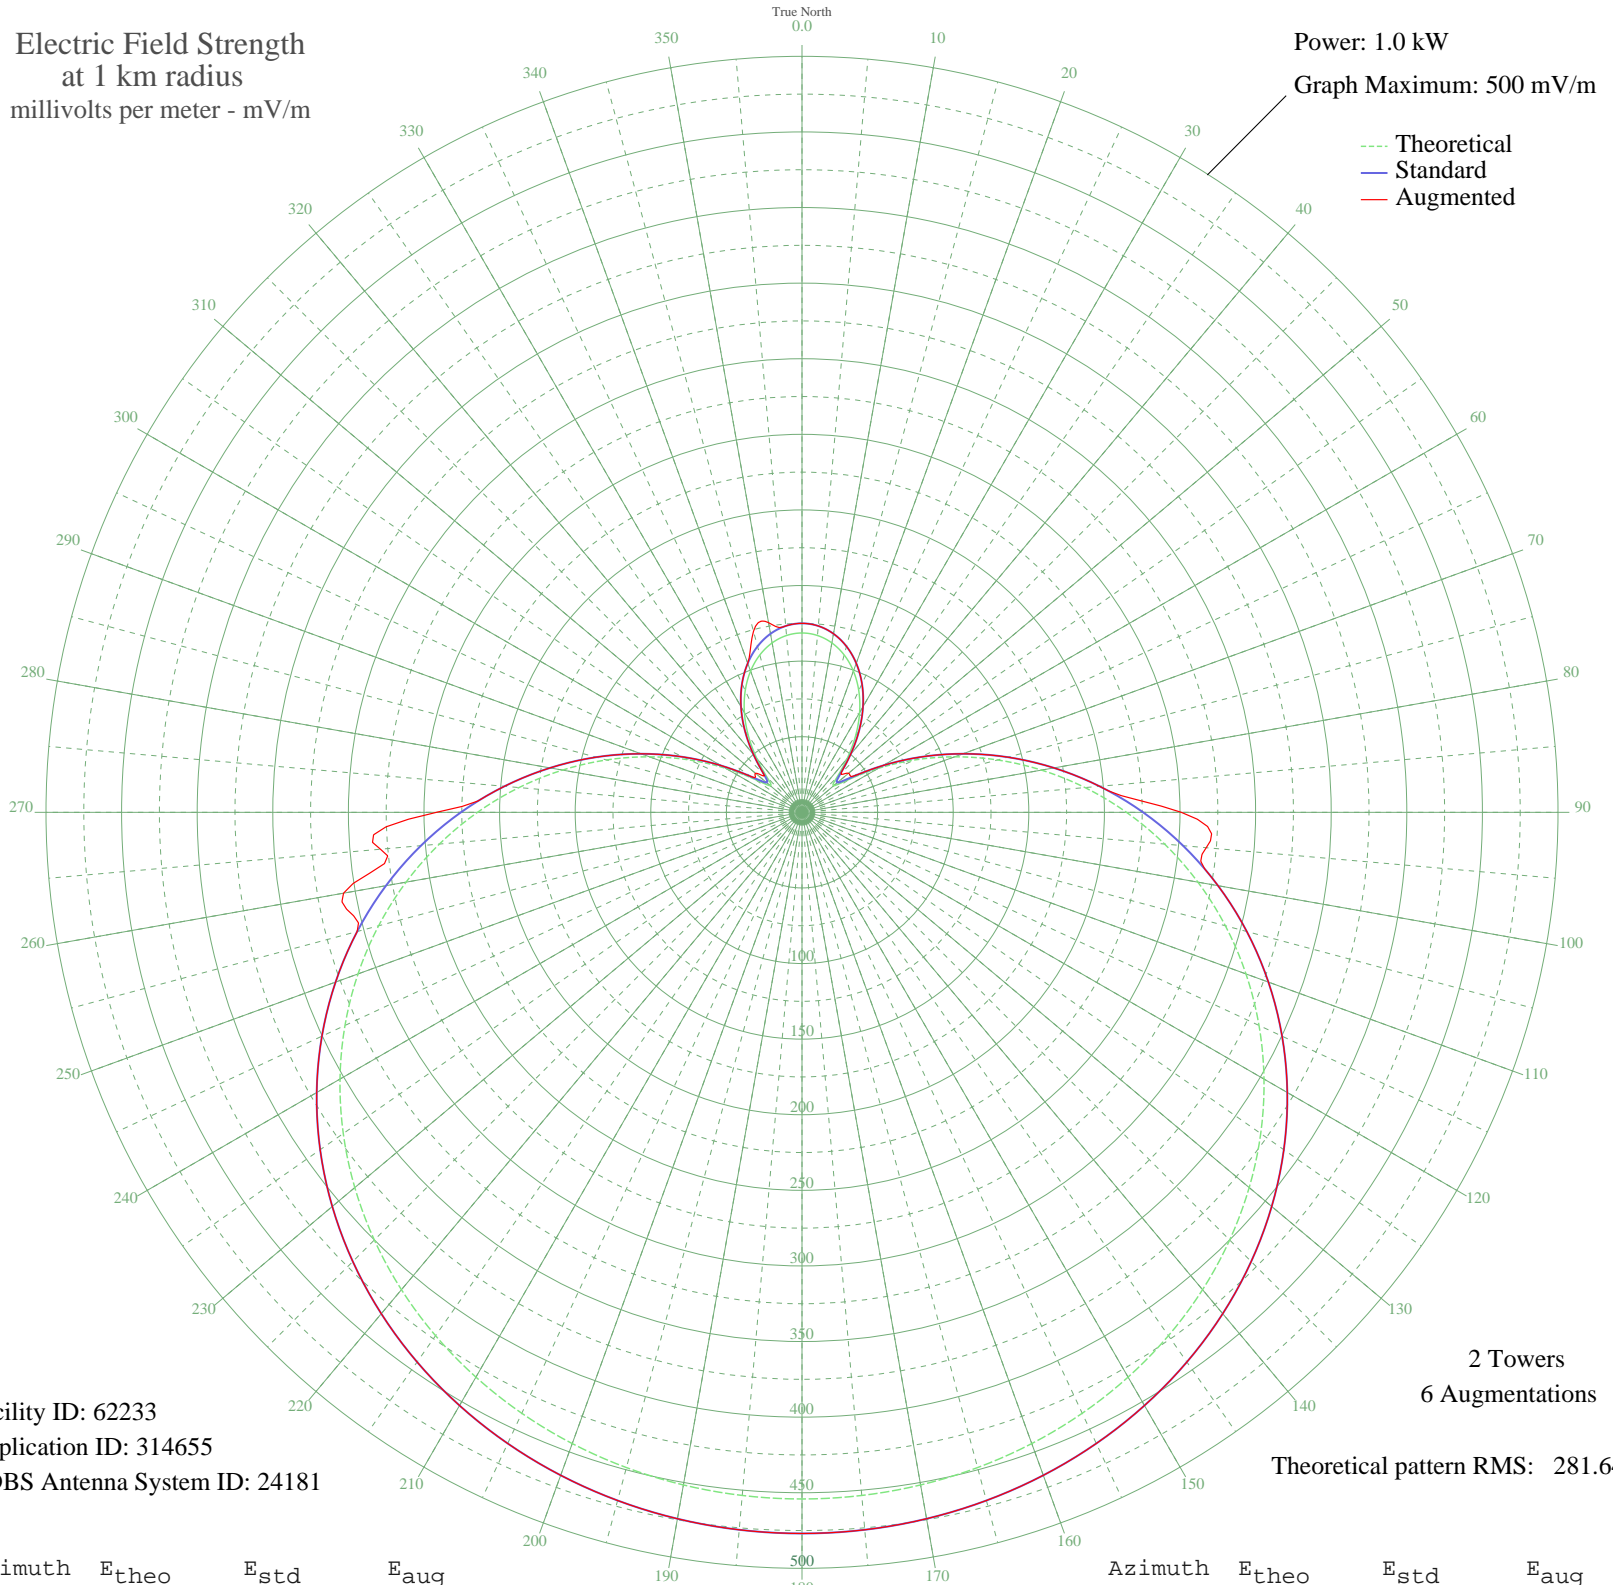 True North
0.0
Electric Field Strength
at 1 km radius
millivolts per meter - mV/m
Power: 1.0 kW
Graph Maximum: 500 mV/m
Theoretical
Standard
Augmented
350
10
340
20
330
30
320
40
310
50
300
60
290
70
280
80
270
90
260
100
250
110
240
120
230
130
220
140
210
150
200
160
190
170
100
150
200
250
300
350
400
450
500
2 Towers
6 Augmentations
Theoretical pattern RMS: 281.64
cility ID: 62233
plication ID: 314655
DBS Antenna System ID: 24181
imuth Etheo Estd Eaug
Azimuth Etheo Estd Eaug